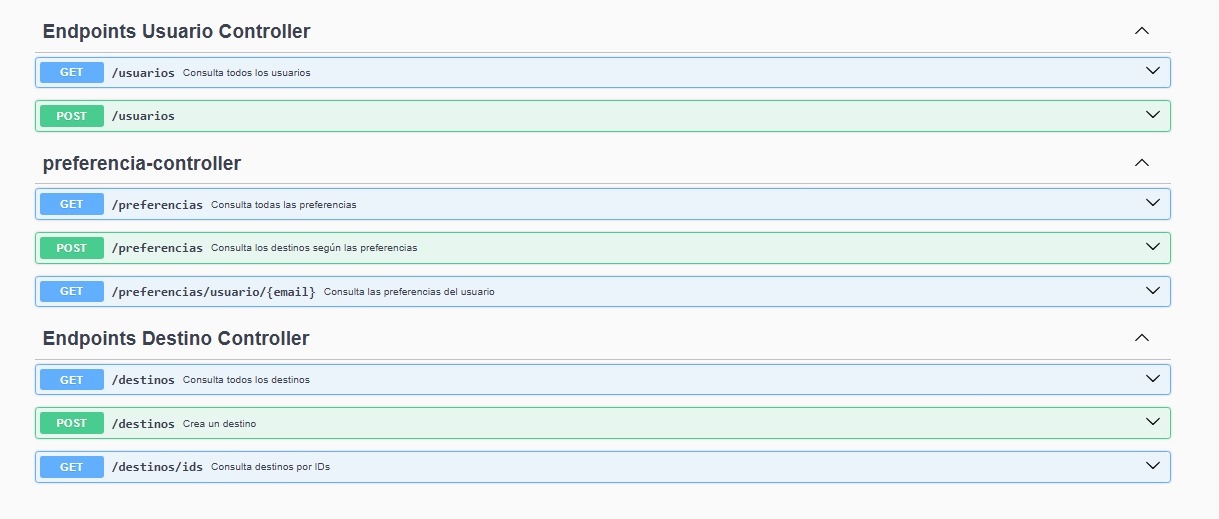 Endpoints Usuario Controller
GET /usuarios Consulta todos los usuarios
POST /usuarios
preferencia-controller
GET /preferencias Consulta todas las preferencias
POST /preferencias Consulta los destinos según las preferencias
GET /preferencias/usuario/{email} Consulta las preferencias del usuario
Endpoints Destino Controller
GET /destinos Consulta todos los destinos
POST /destinos Crea un destino
GET /destinos/ids Consulta destinos por IDs